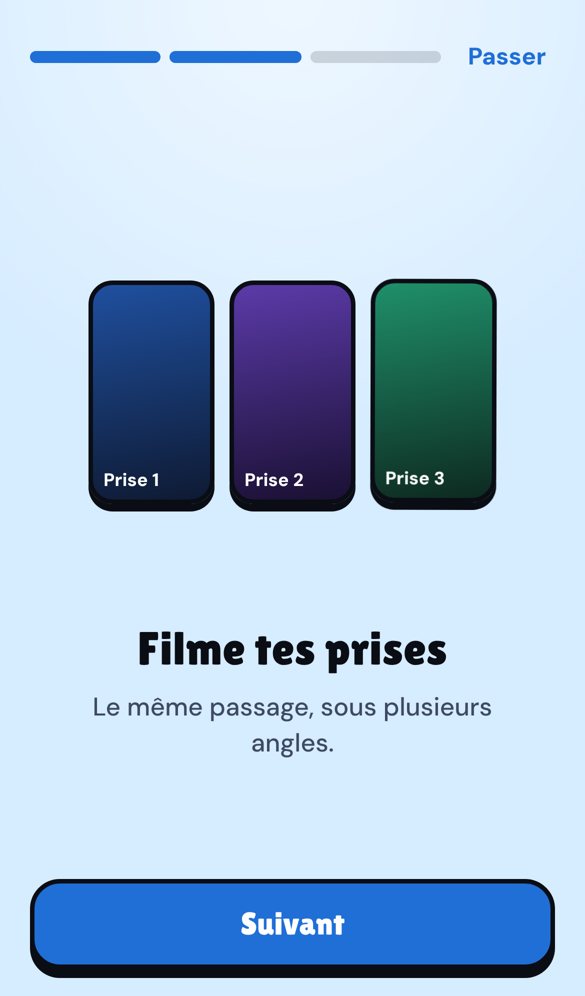 Passer
Prise 1
Prise 2
Prise 3
Filme tes prises
Le même passage, sous plusieurs
angles.
Suivant